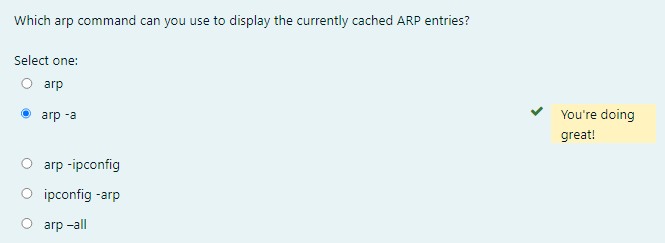 Which arp command can you use to display the currently cached ARP entries?
Select one:
arp
arp -a
You're doing
great!
arp -ipconfig
ipconfig -arp
arp –all